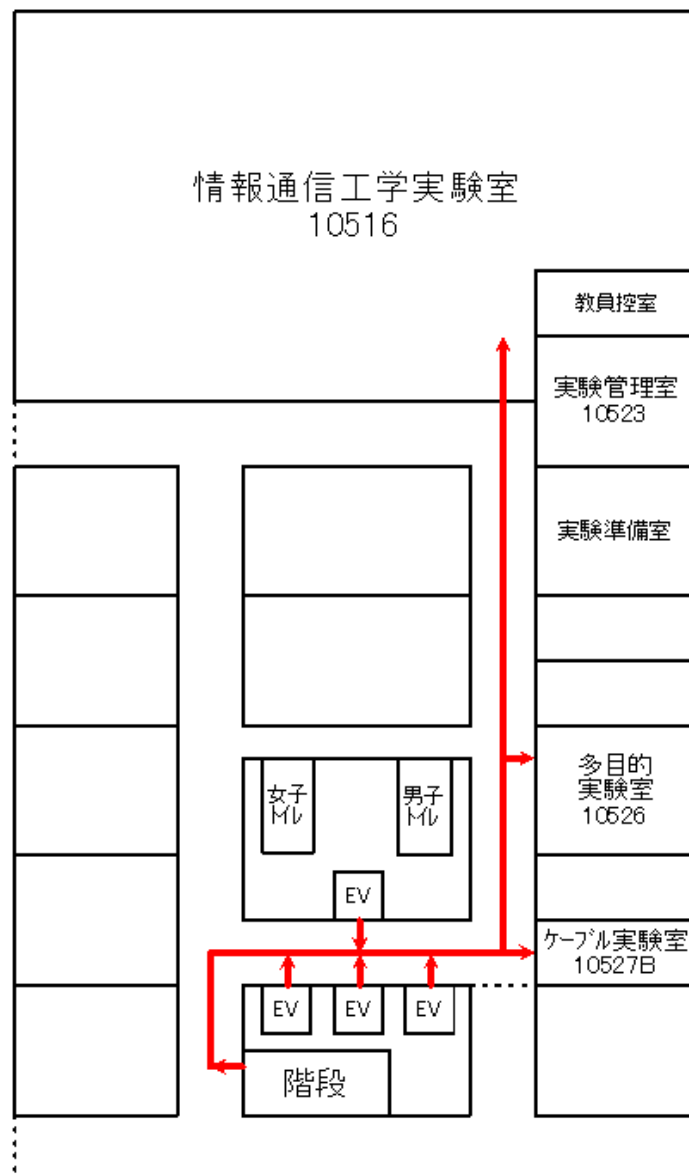 情報通信工学実験室
10516
教員控室
実験管理室
10523
実験準備室
多目的
実験室
10526
女子
トイレ
男子
トイレ
EV
ケーブル実験室
10527B
EV
EV
EV
階段